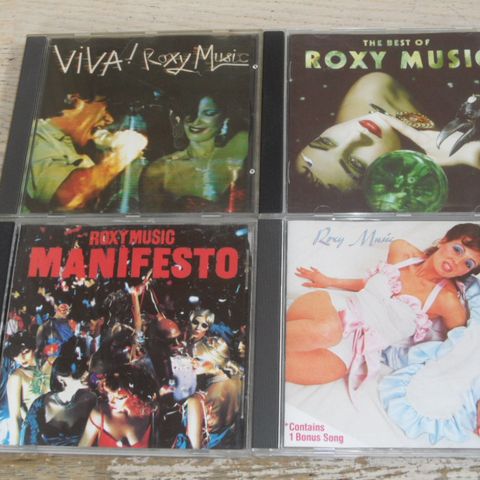 ViVA! Roxy Music
THE BEST OF
ROXY MUSIC
ROXY MUSIC
MANIFESTO
Roxy Music
*Contains
1 Bonus Song